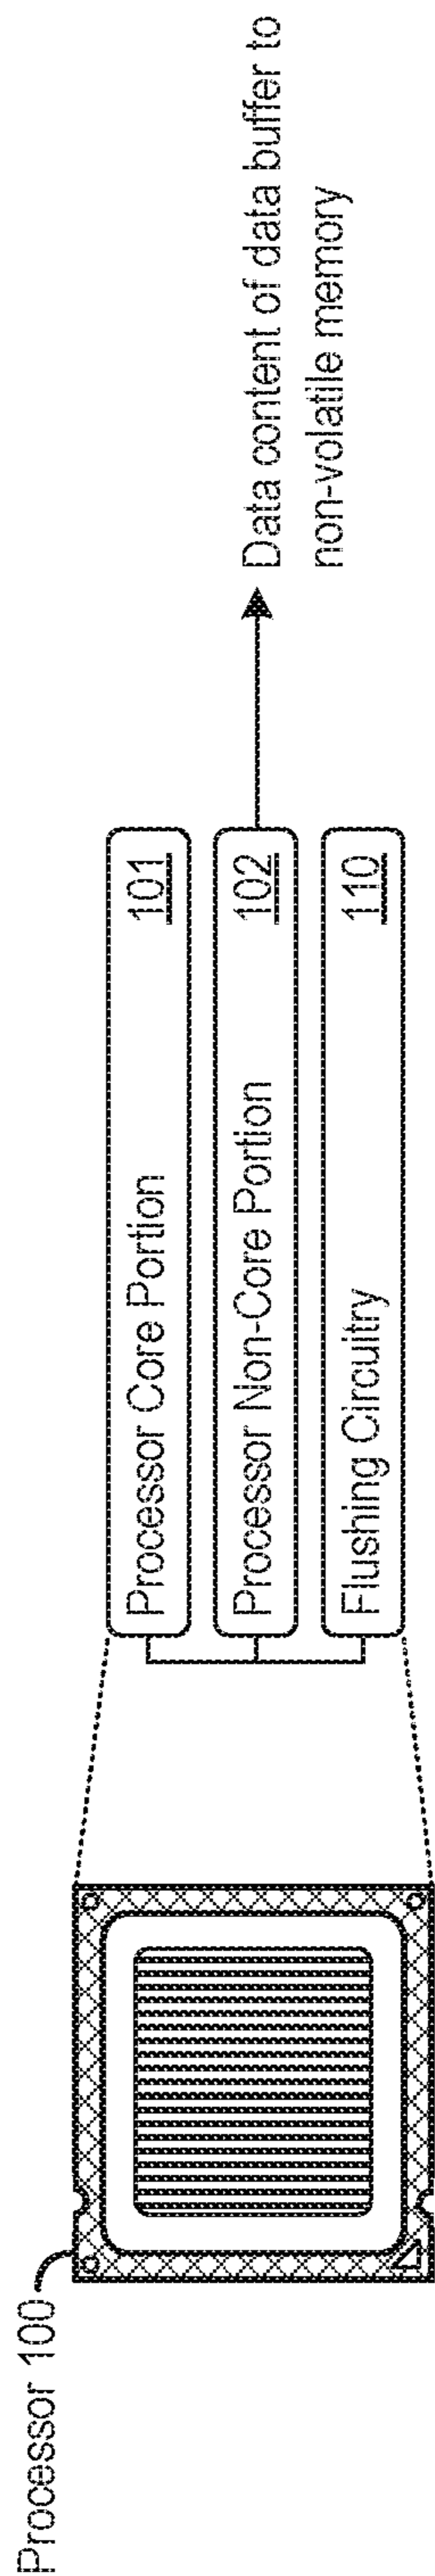 Processor 100
Processor Core Portion 101
Processor Non-Core Portion 102
Flushing Circuitry 110
Data content of data buffer to
non-volatile memory